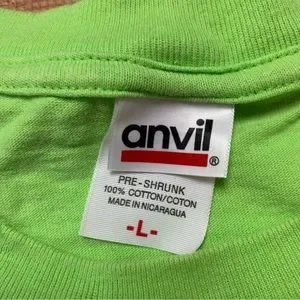 anvil
®
PRE-SHRUNK
100% COTTON/COTON
MADE IN NICARAGUA
-L-